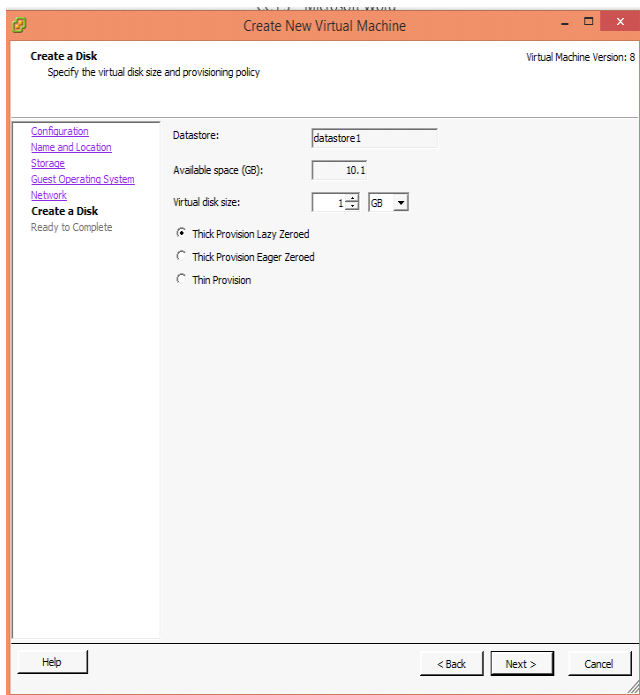 Create New Virtual Machine
Create a Disk
Virtual Machine Version: 8
Specify the virtual disk size and provisioning policy
Configuration
Name and Location
Storage
Guest Operating System
Network
Create a Disk
Ready to Complete
Datastore:
datastore1
Available space (GB):
10.1
Virtual disk size:
1
GB
Thick Provision Lazy Zeroed
Thick Provision Eager Zeroed
Thin Provision
Help
< Back
Next >
Cancel